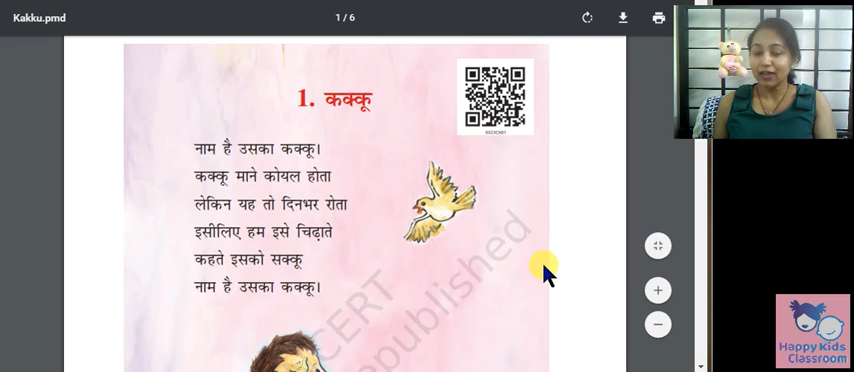 Kakku.pmd
1 / 6
1. कक्कू
नाम है उसका कक्कू।
कक्कू माने कोयल होता
लेकिन यह तो दिनभर रोता
इसीलिए हम इसे चिढ़ाते
कहते इसको सक्कू
नाम है उसका कक्कू।
CERT
republished
Happy Kids
Classroom